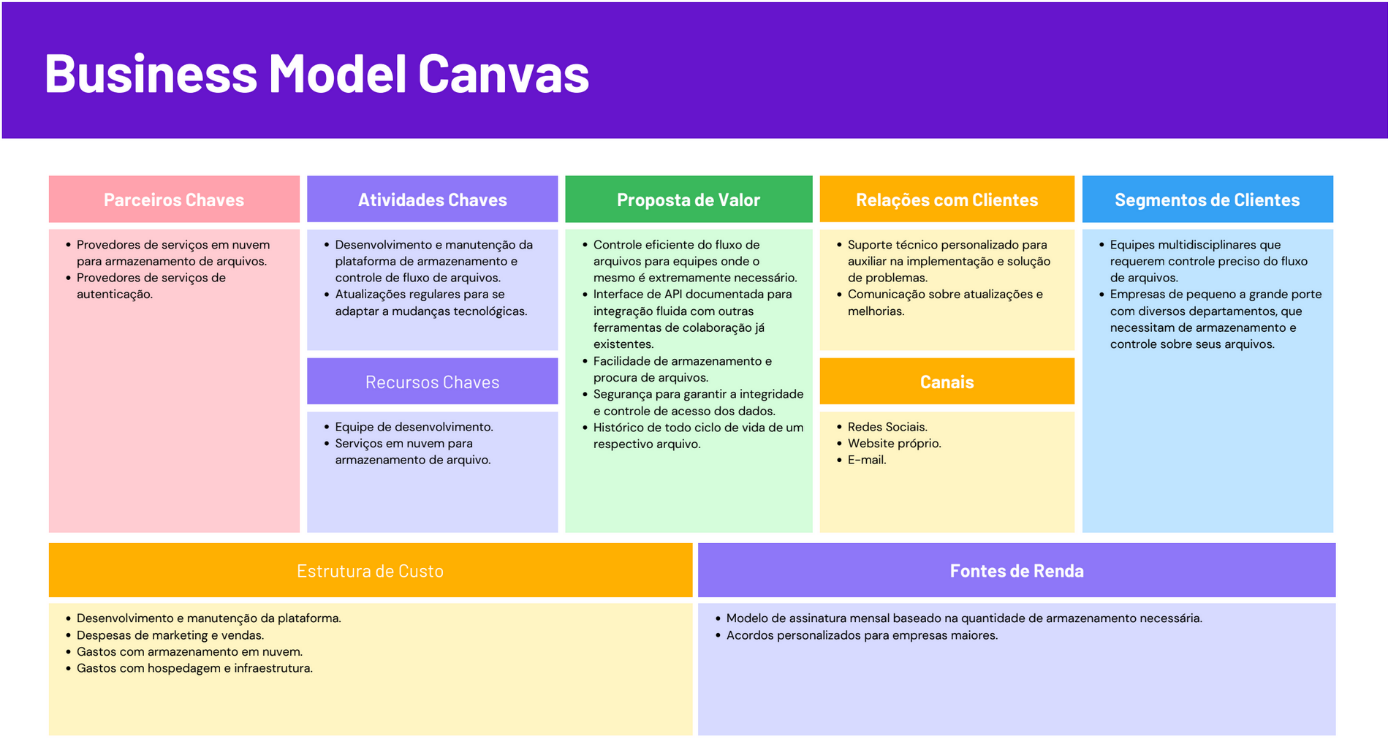 Business Model Canvas
Parceiros Chaves
• Provedores de serviços em nuvem
para armazenamento de arquivos.
• Provedores de serviços de
autenticação.
Atividades Chaves
• Desenvolvimento e manutenção da
plataforma de armazenamento e
controle de fluxo de arquivos.
• Atualizações regulares para se
adaptar a mudanças tecnológicas.
Recursos Chaves
• Equipe de desenvolvimento.
• Serviços em nuvem para
armazenamento de arquivo.
Proposta de Valor
• Controle eficiente do fluxo de
arquivos para equipes onde o
mesmo é extremamente necessário.
• Interface de API documentada para
integração fluida com outras
ferramentas de colaboração já
existentes.
• Facilidade de armazenamento e
procura de arquivos.
• Segurança para garantir a integridade
e controle de acesso dos dados.
• Histórico de todo ciclo de vida de um
respectivo arquivo.
Relações com Clientes
• Suporte técnico personalizado para
auxiliar na implementação e solução
de problemas.
• Comunicação sobre atualizações e
melhorias.
Canais
• Redes Sociais.
• Website próprio.
• E-mail.
Segmentos de Clientes
• Equipes multidisciplinares que
requerem controle preciso do fluxo
de arquivos.
• Empresas de pequeno a grande porte
com diversos departamentos, que
necessitam de armazenamento e
controle sobre seus arquivos.
Estrutura de Custo
• Desenvolvimento e manutenção da plataforma.
• Despesas de marketing e vendas.
• Gastos com armazenamento em nuvem.
• Gastos com hospedagem e infraestrutura.
Fontes de Renda
• Modelo de assinatura mensal baseado na quantidade de armazenamento necessária.
• Acordos personalizados para empresas maiores.